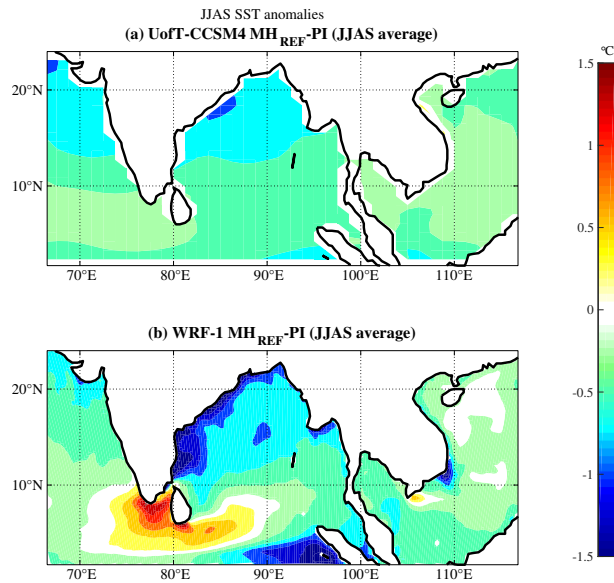 JJAS SST anomalies
(a) UofT-CCSM4 MH_REF-PI (JJAS average)
°C
1.5
20°N
1
10°N
0.5
70°E 80°E 90°E 100°E 110°E
0
(b) WRF-1 MH_REF-PI (JJAS average)
20°N
-0.5
10°N
-1
-1.5
70°E 80°E 90°E 100°E 110°E